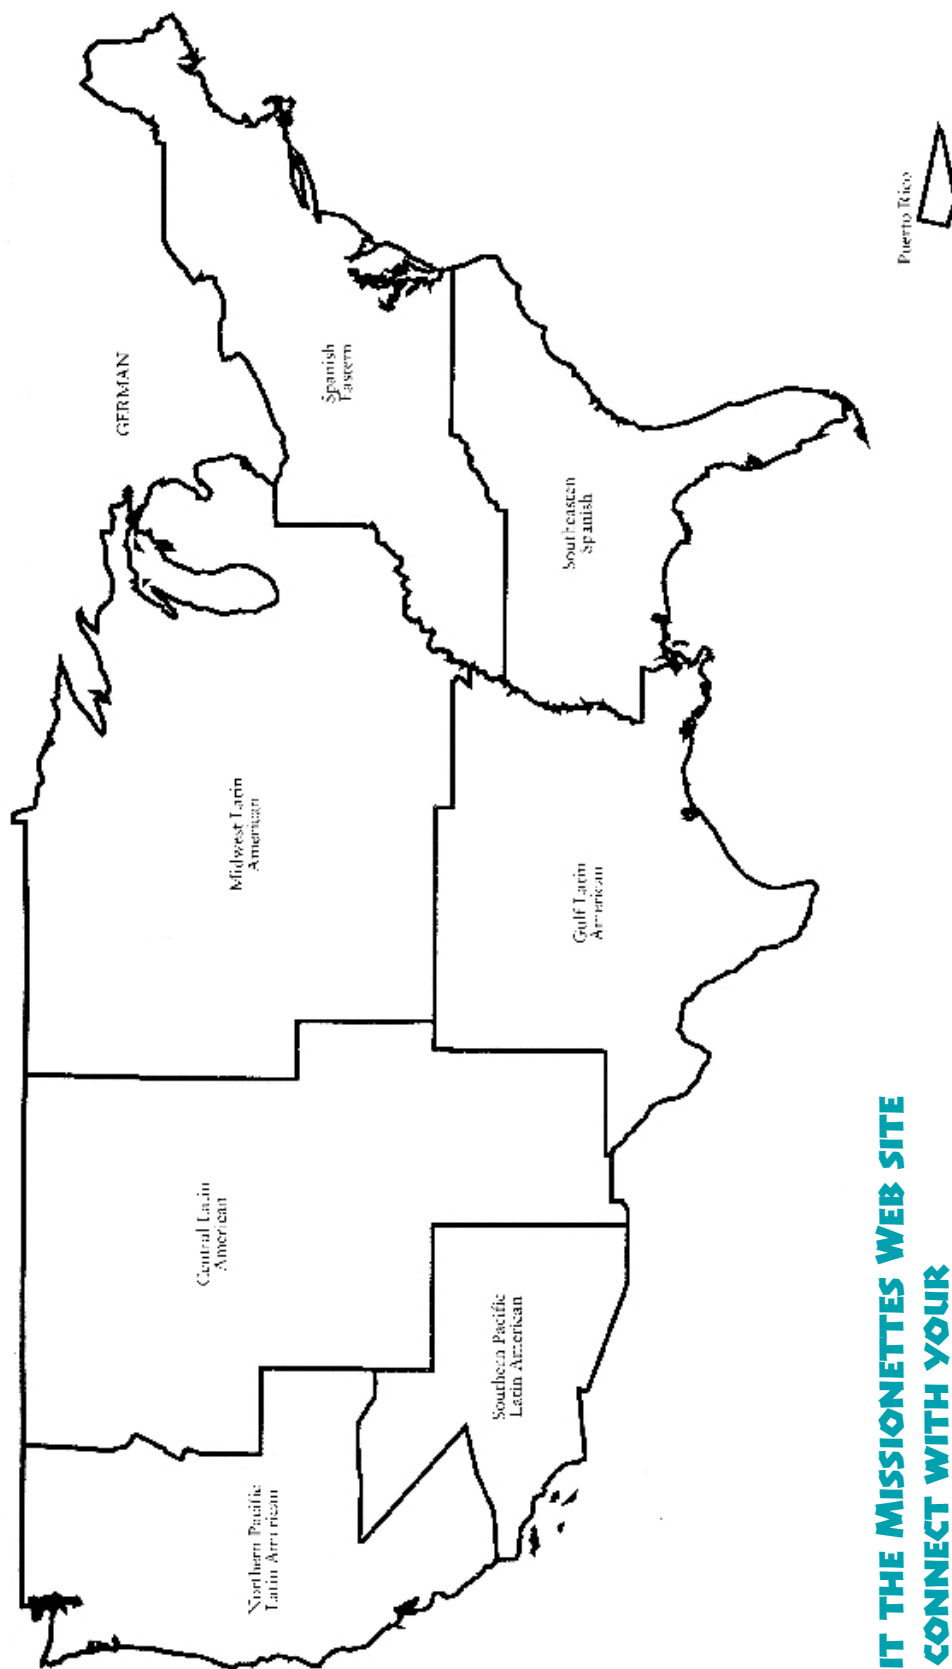 GERMAN
Spanish
Eastern
Puerto Rico
Southeastern
Spanish
Midwest Latin
American
Gulf Latin
American
Central Latin
American
Southern Pacific
Latin American
Northern Pacific
Latin American
IT THE MISSIONETTES WEB SITE
CONNECT WITH YOUR